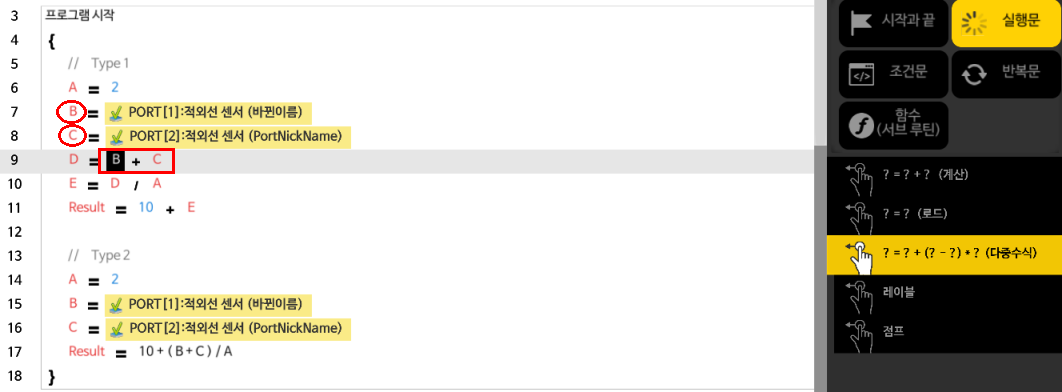 3 프로그램 시작
4 {
5 // Type 1
6 A = 2
7 B = PORT[1]:적외선 센서 (바뀐이름)
8 C = PORT[2]:적외선 센서 (PortNickName)
9 D = B + C
10 E = D / A
11 Result = 10 + E
12
13 // Type 2
14 A = 2
15 B = PORT[1]:적외선 센서 (바뀐이름)
16 C = PORT[2]:적외선 센서 (PortNickName)
17 Result = 10 + ( B + C ) / A
18 }
시작과 끝
실행문
조건문
반복문
함수
(서브 루틴)
? = ? + ? (계산)
? = ? (로드)
? = ? + (? - ?) * ? (다중수식)
레이블
점프